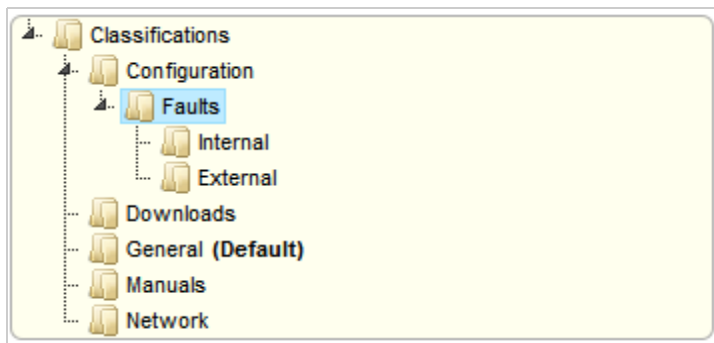 Classifications
Configuration
Faults
Internal
External
Downloads
General (Default)
Manuals
Network